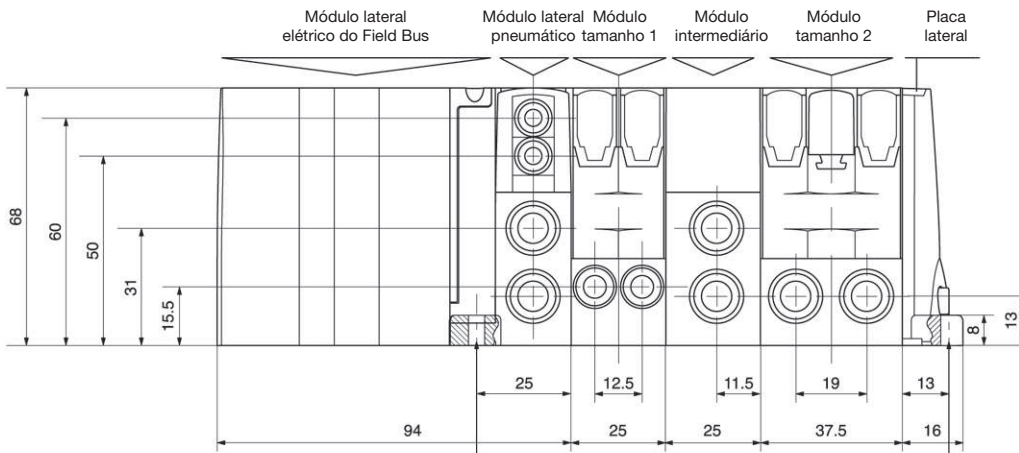 Módulo lateral
elétrico do Field Bus
Módulo lateral
pneumático
Módulo
tamanho 1
Módulo
intermediário
Módulo
tamanho 2
Placa
lateral
68
60
50
31
15.5
8
13
25
12.5
11.5
19
13
94
25
25
37.5
16